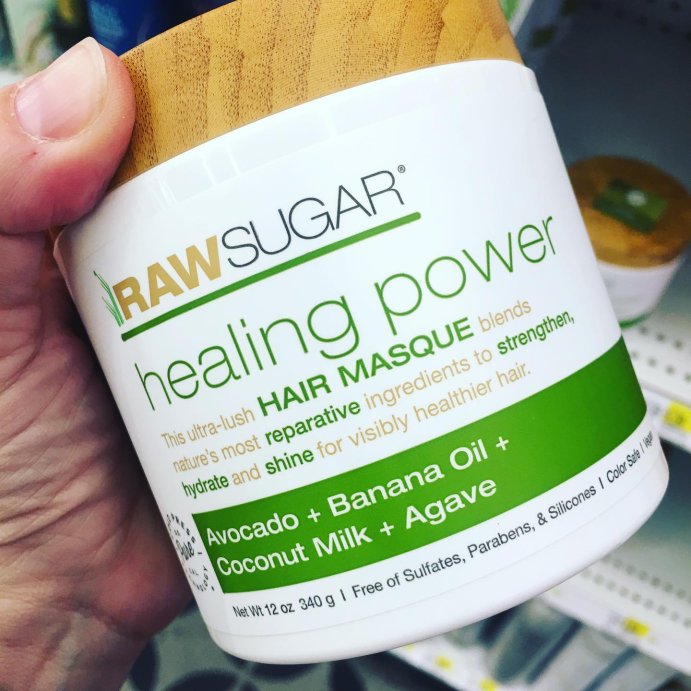 RAWSUGAR®
healing power
This ultra-lush HAIR MASQUE blends
nature's most reparative ingredients to strengthen,
hydrate and shine for visibly healthier hair.
Avocado + Banana Oil +
Coconut Milk + Agave
Net Wt 12 oz 340 g | Free of Sulfates, Parabens, & Silicones | Color Safe | Vegan